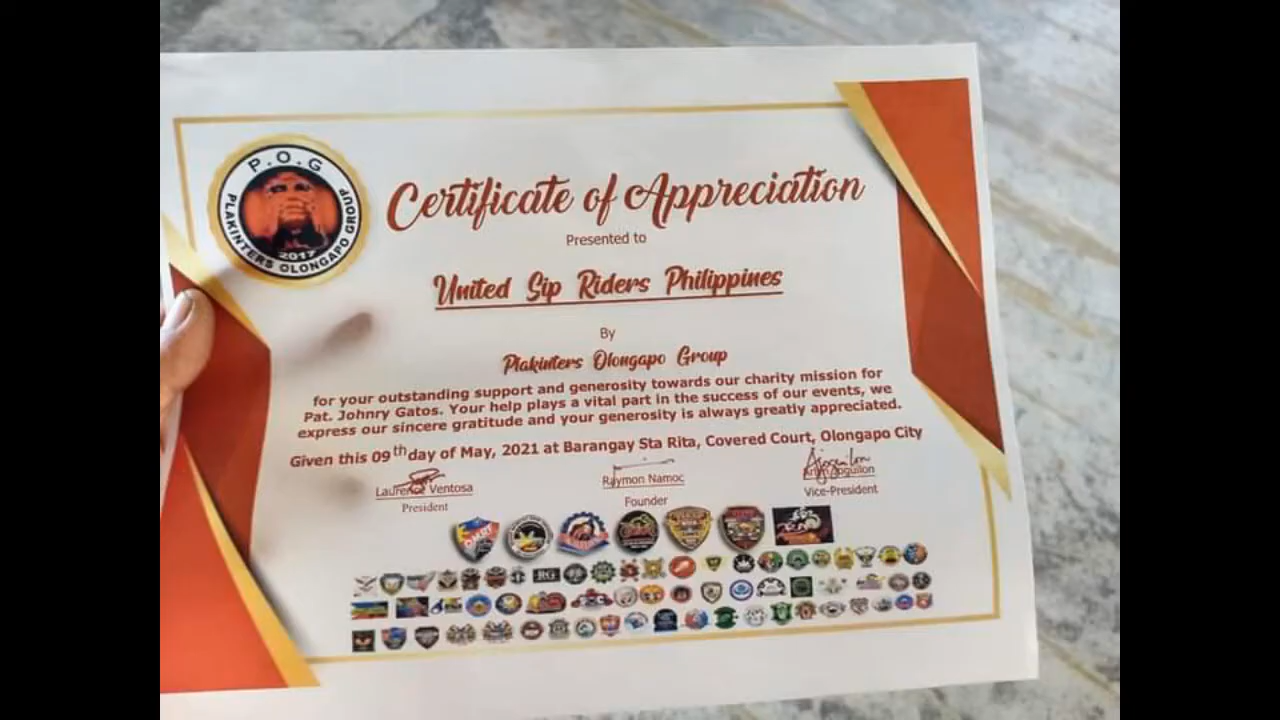 P.O.G
PLAKINTERS OLONGAPO GROUP
2017
Certificate of Appreciation
Presented to
United Sip Riders Philippines
By
Plakinters Olongapo Group
for your outstanding support and generosity towards our charity mission for
Pat. Johnry Gatos. Your help plays a vital part in the success of our events, we
express our sincere gratitude and your generosity is always greatly appreciated.
Given this 09th day of May, 2021 at Barangay Sta Rita, Covered Court, Olongapo City
Laurence Ventosa
Raymon Namoc
President
Founder
Vice-President
RG